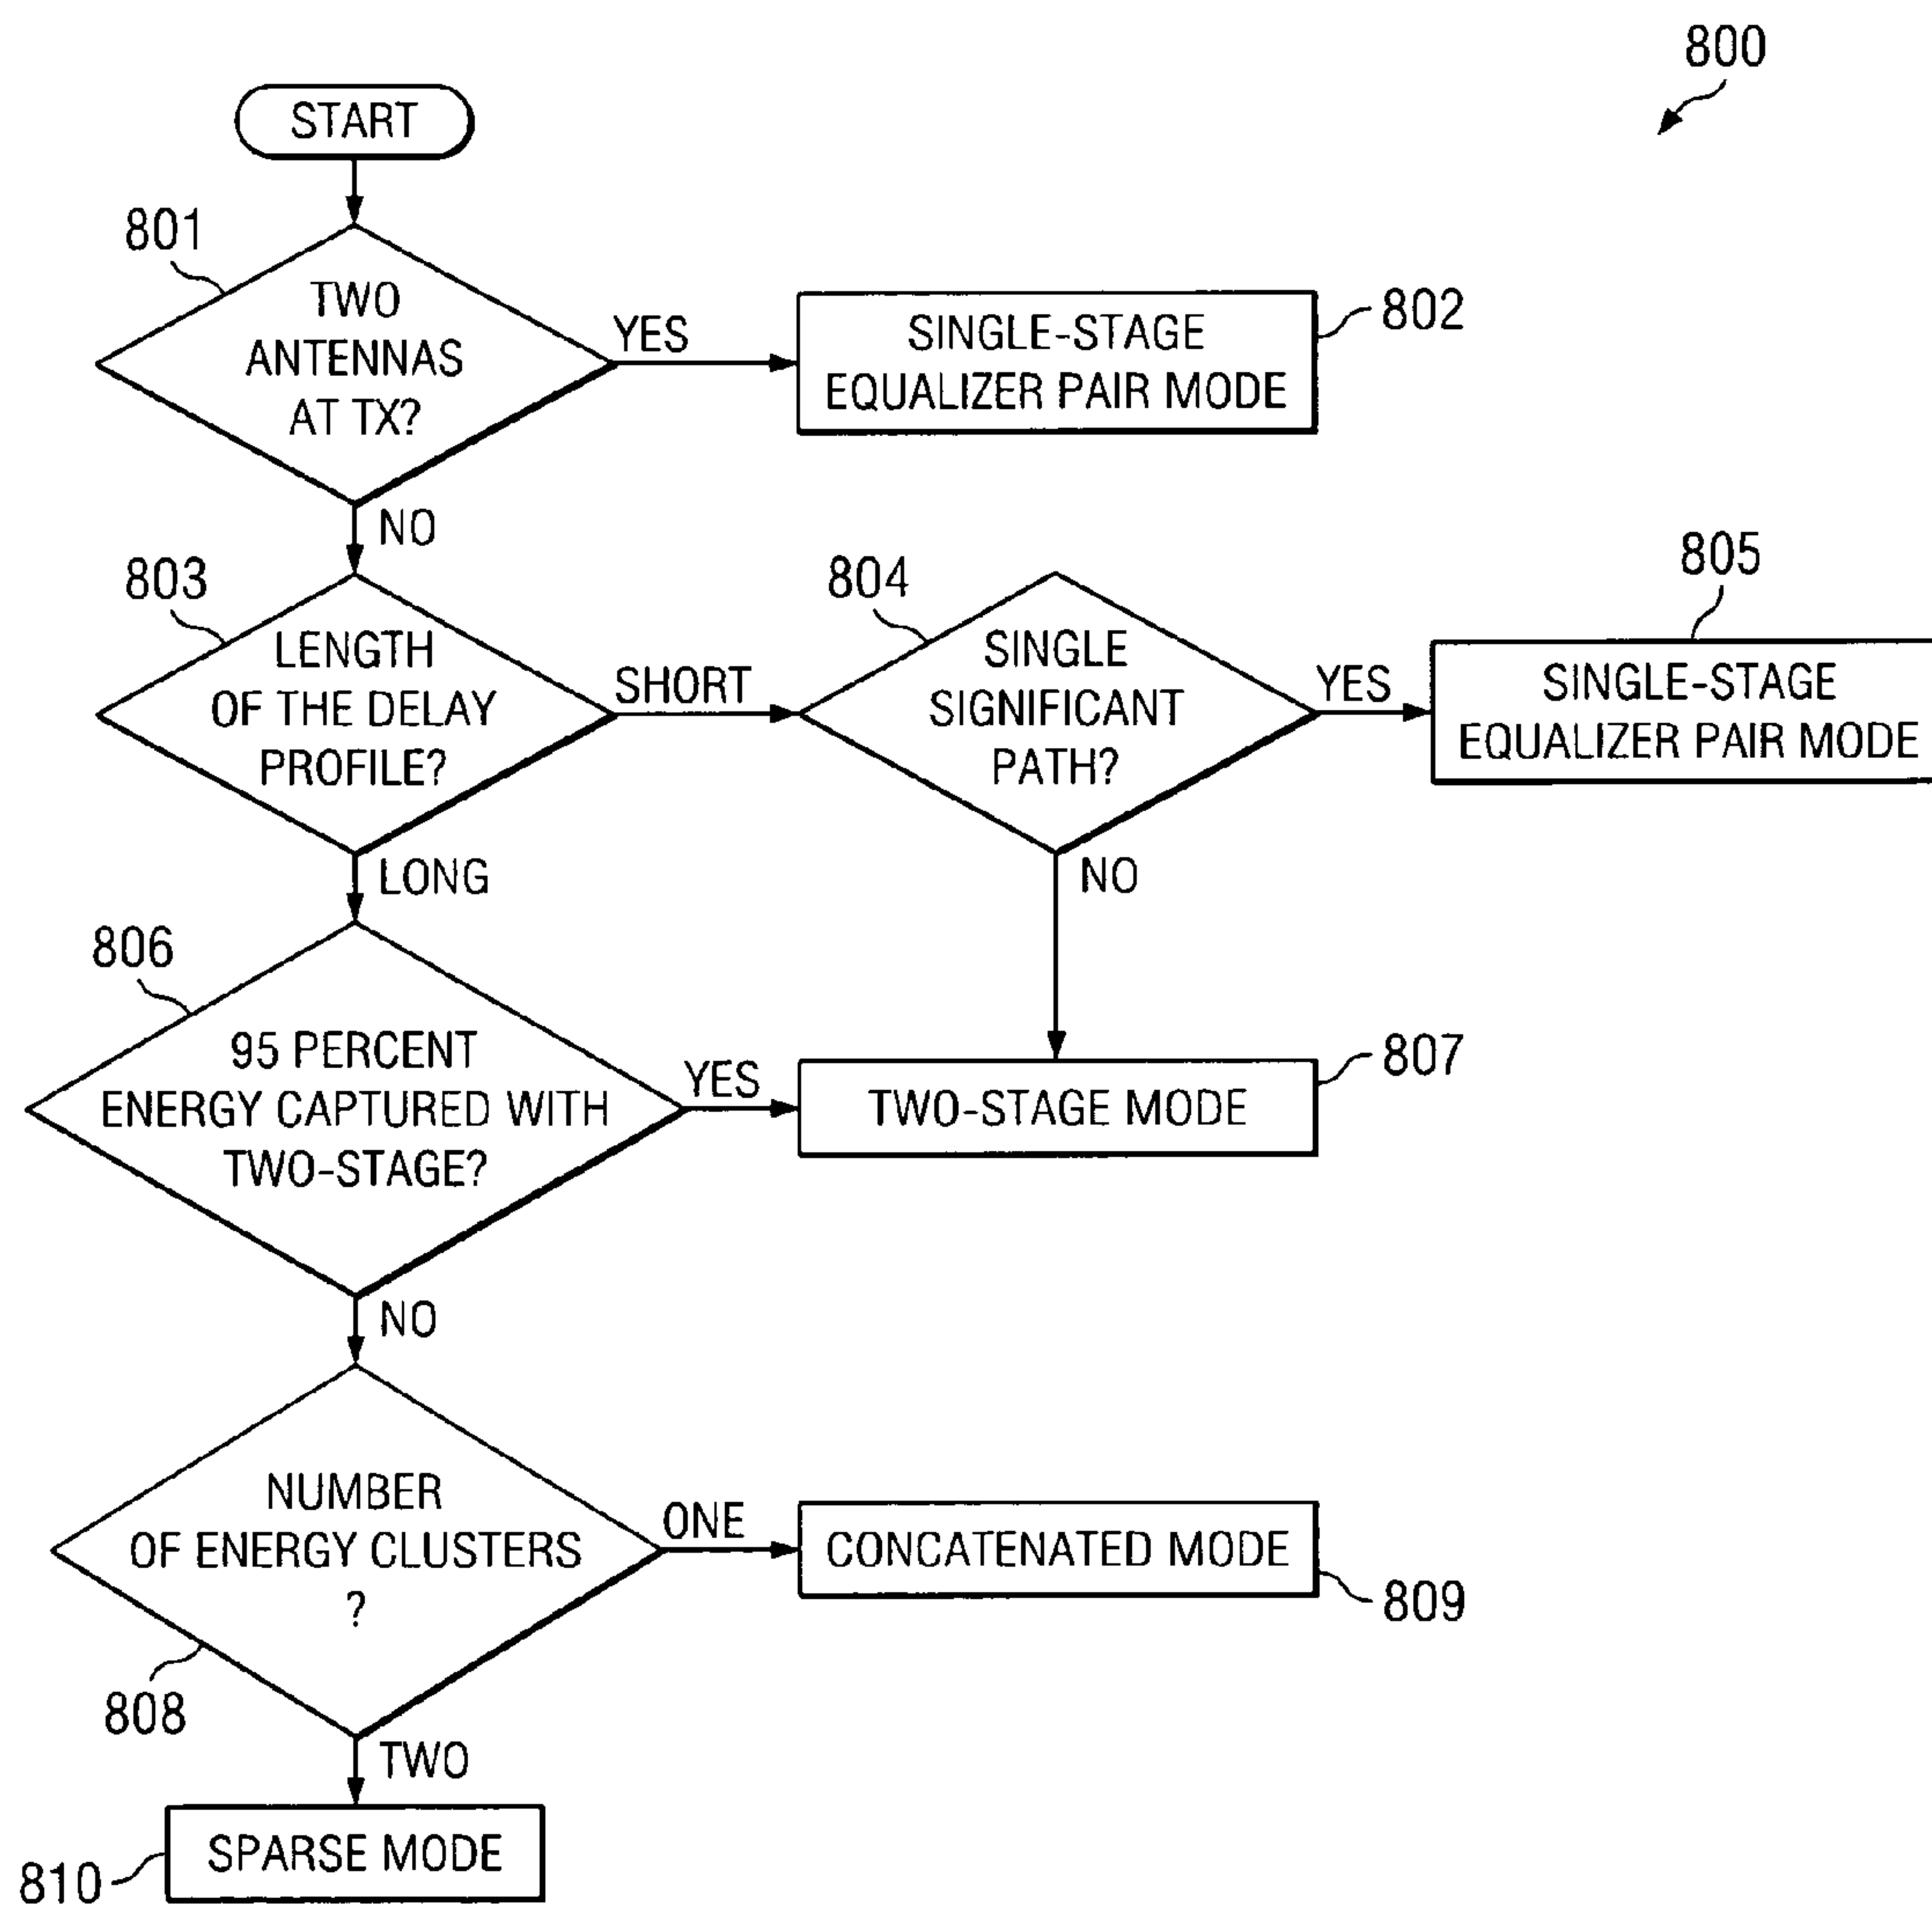 800
START
801
TWO
ANTENNAS
AT TX?
YES
SINGLE-STAGE
EQUALIZER PAIR MODE
802
NO
803
LENGTH
OF THE DELAY
PROFILE?
SHORT
804
SINGLE
SIGNIFICANT
PATH?
YES
805
SINGLE-STAGE
EQUALIZER PAIR MODE
LONG
NO
806
95 PERCENT
ENERGY CAPTURED WITH
TWO-STAGE?
YES
TWO-STAGE MODE
807
NO
NUMBER
OF ENERGY CLUSTERS
?
808
ONE
CONCATENATED MODE
809
TWO
SPARSE MODE
810